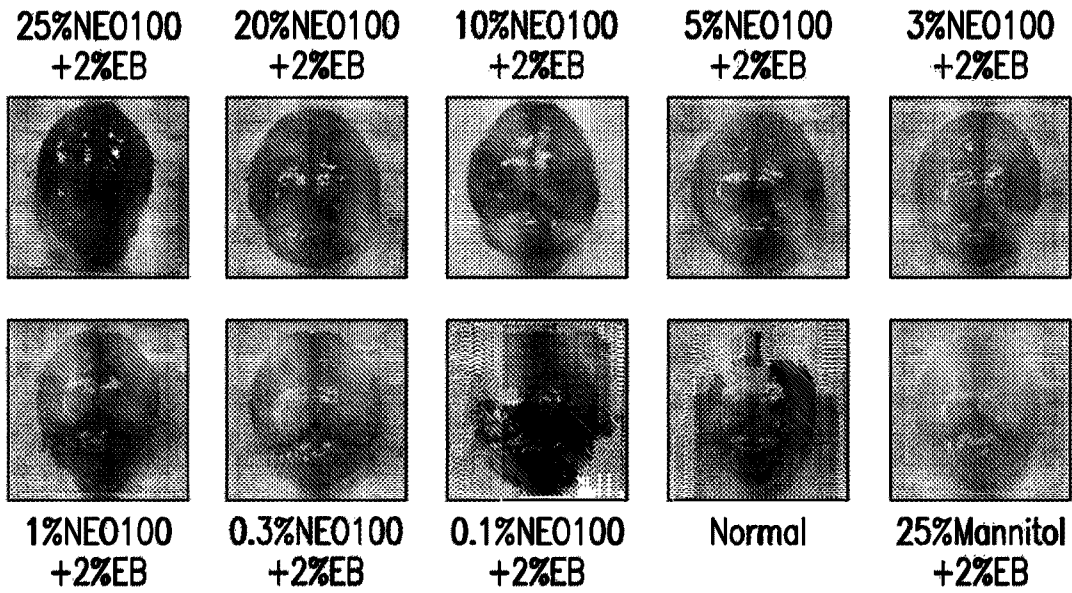 25%NEO100 20%NEO100 10%NEO100 5%NEO100 3%NEO100
+2%EB +2%EB +2%EB +2%EB +2%EB
1%NEO100 0.3%NEO100 0.1%NEO100 Normal 25%Mannitol
+2%EB +2%EB +2%EB +2%EB